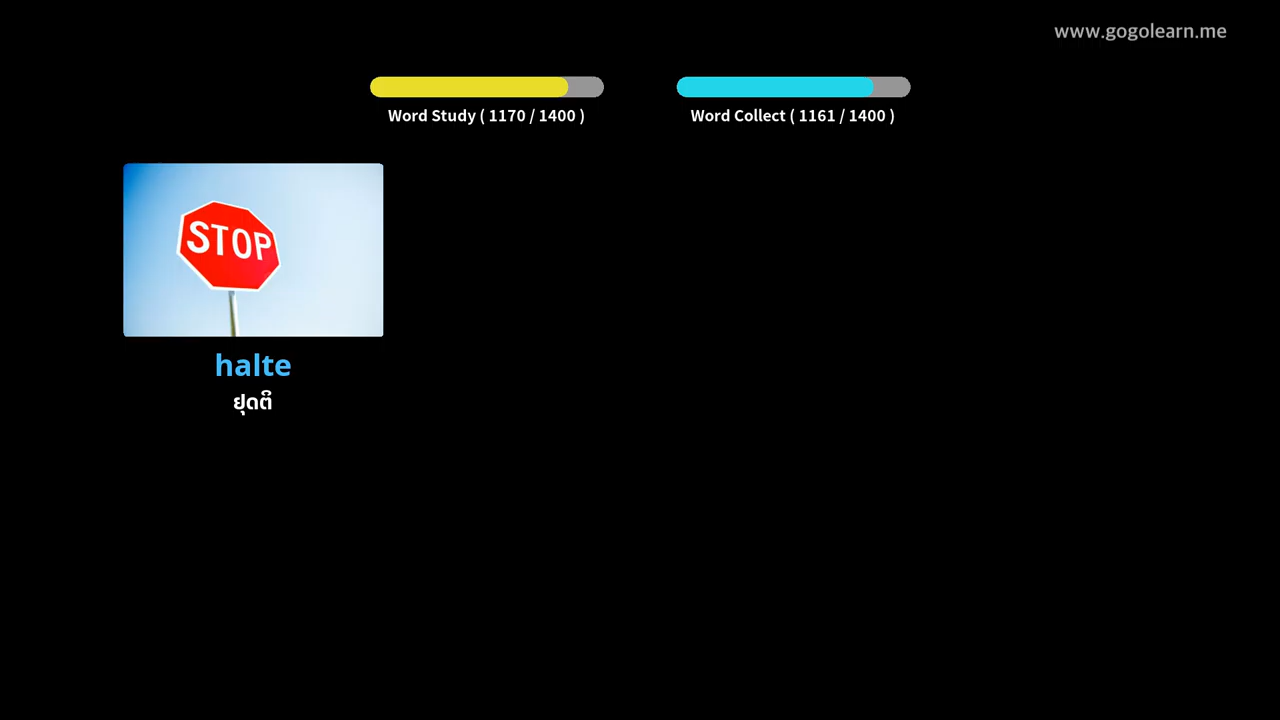 www.gogolearn.me
Word Study ( 1170 / 1400 )
Word Collect ( 1161 / 1400 )
STOP
halte
ຢຸດຕິ